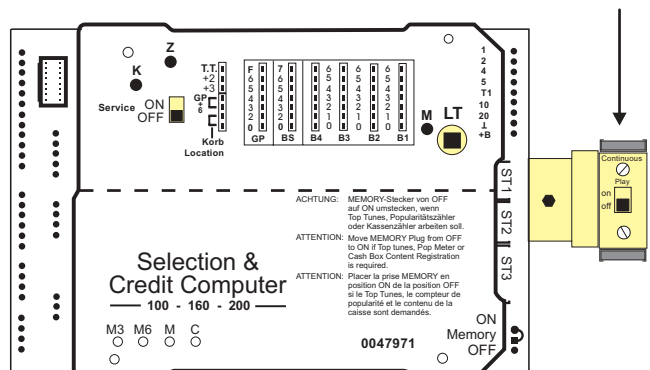 Z
K
T.T.
+2
+3
GP
+
6
Service ON
OFF
Korb
Location
F
6
5
4
3
2
0
GP
7
6
5
4
3
2
0
BS
6
5
4
3
2
1
0
B4
6
5
4
3
2
1
0
B3
6
5
4
3
2
1
0
B2
6
5
4
3
2
1
0
B1
M LT
1
2
4
5
T1
10
20
⊥
+B
ST1
ST2
ST3
Continuous
Play
on
off
ACHTUNG: MEMORY-Stecker von OFF
auf ON umstecken, wenn
Top Tunes, Popularitätszähler
oder Kassenzähler arbeiten soll.
ATTENTION: Move MEMORY Plug from OFF
to ON if Top Tunes, Pop Meter or
Cash Box Content Registration
is required.
ATTENTION: Placer la prise MEMORY en
position ON de la position OFF
si le Top Tunes, le compteur de
popularité et le contenu de la
caisse sont demandés.
Selection &
Credit Computer
100 - 160 - 200
M3 M6 M C
0047971
ON
Memory
OFF